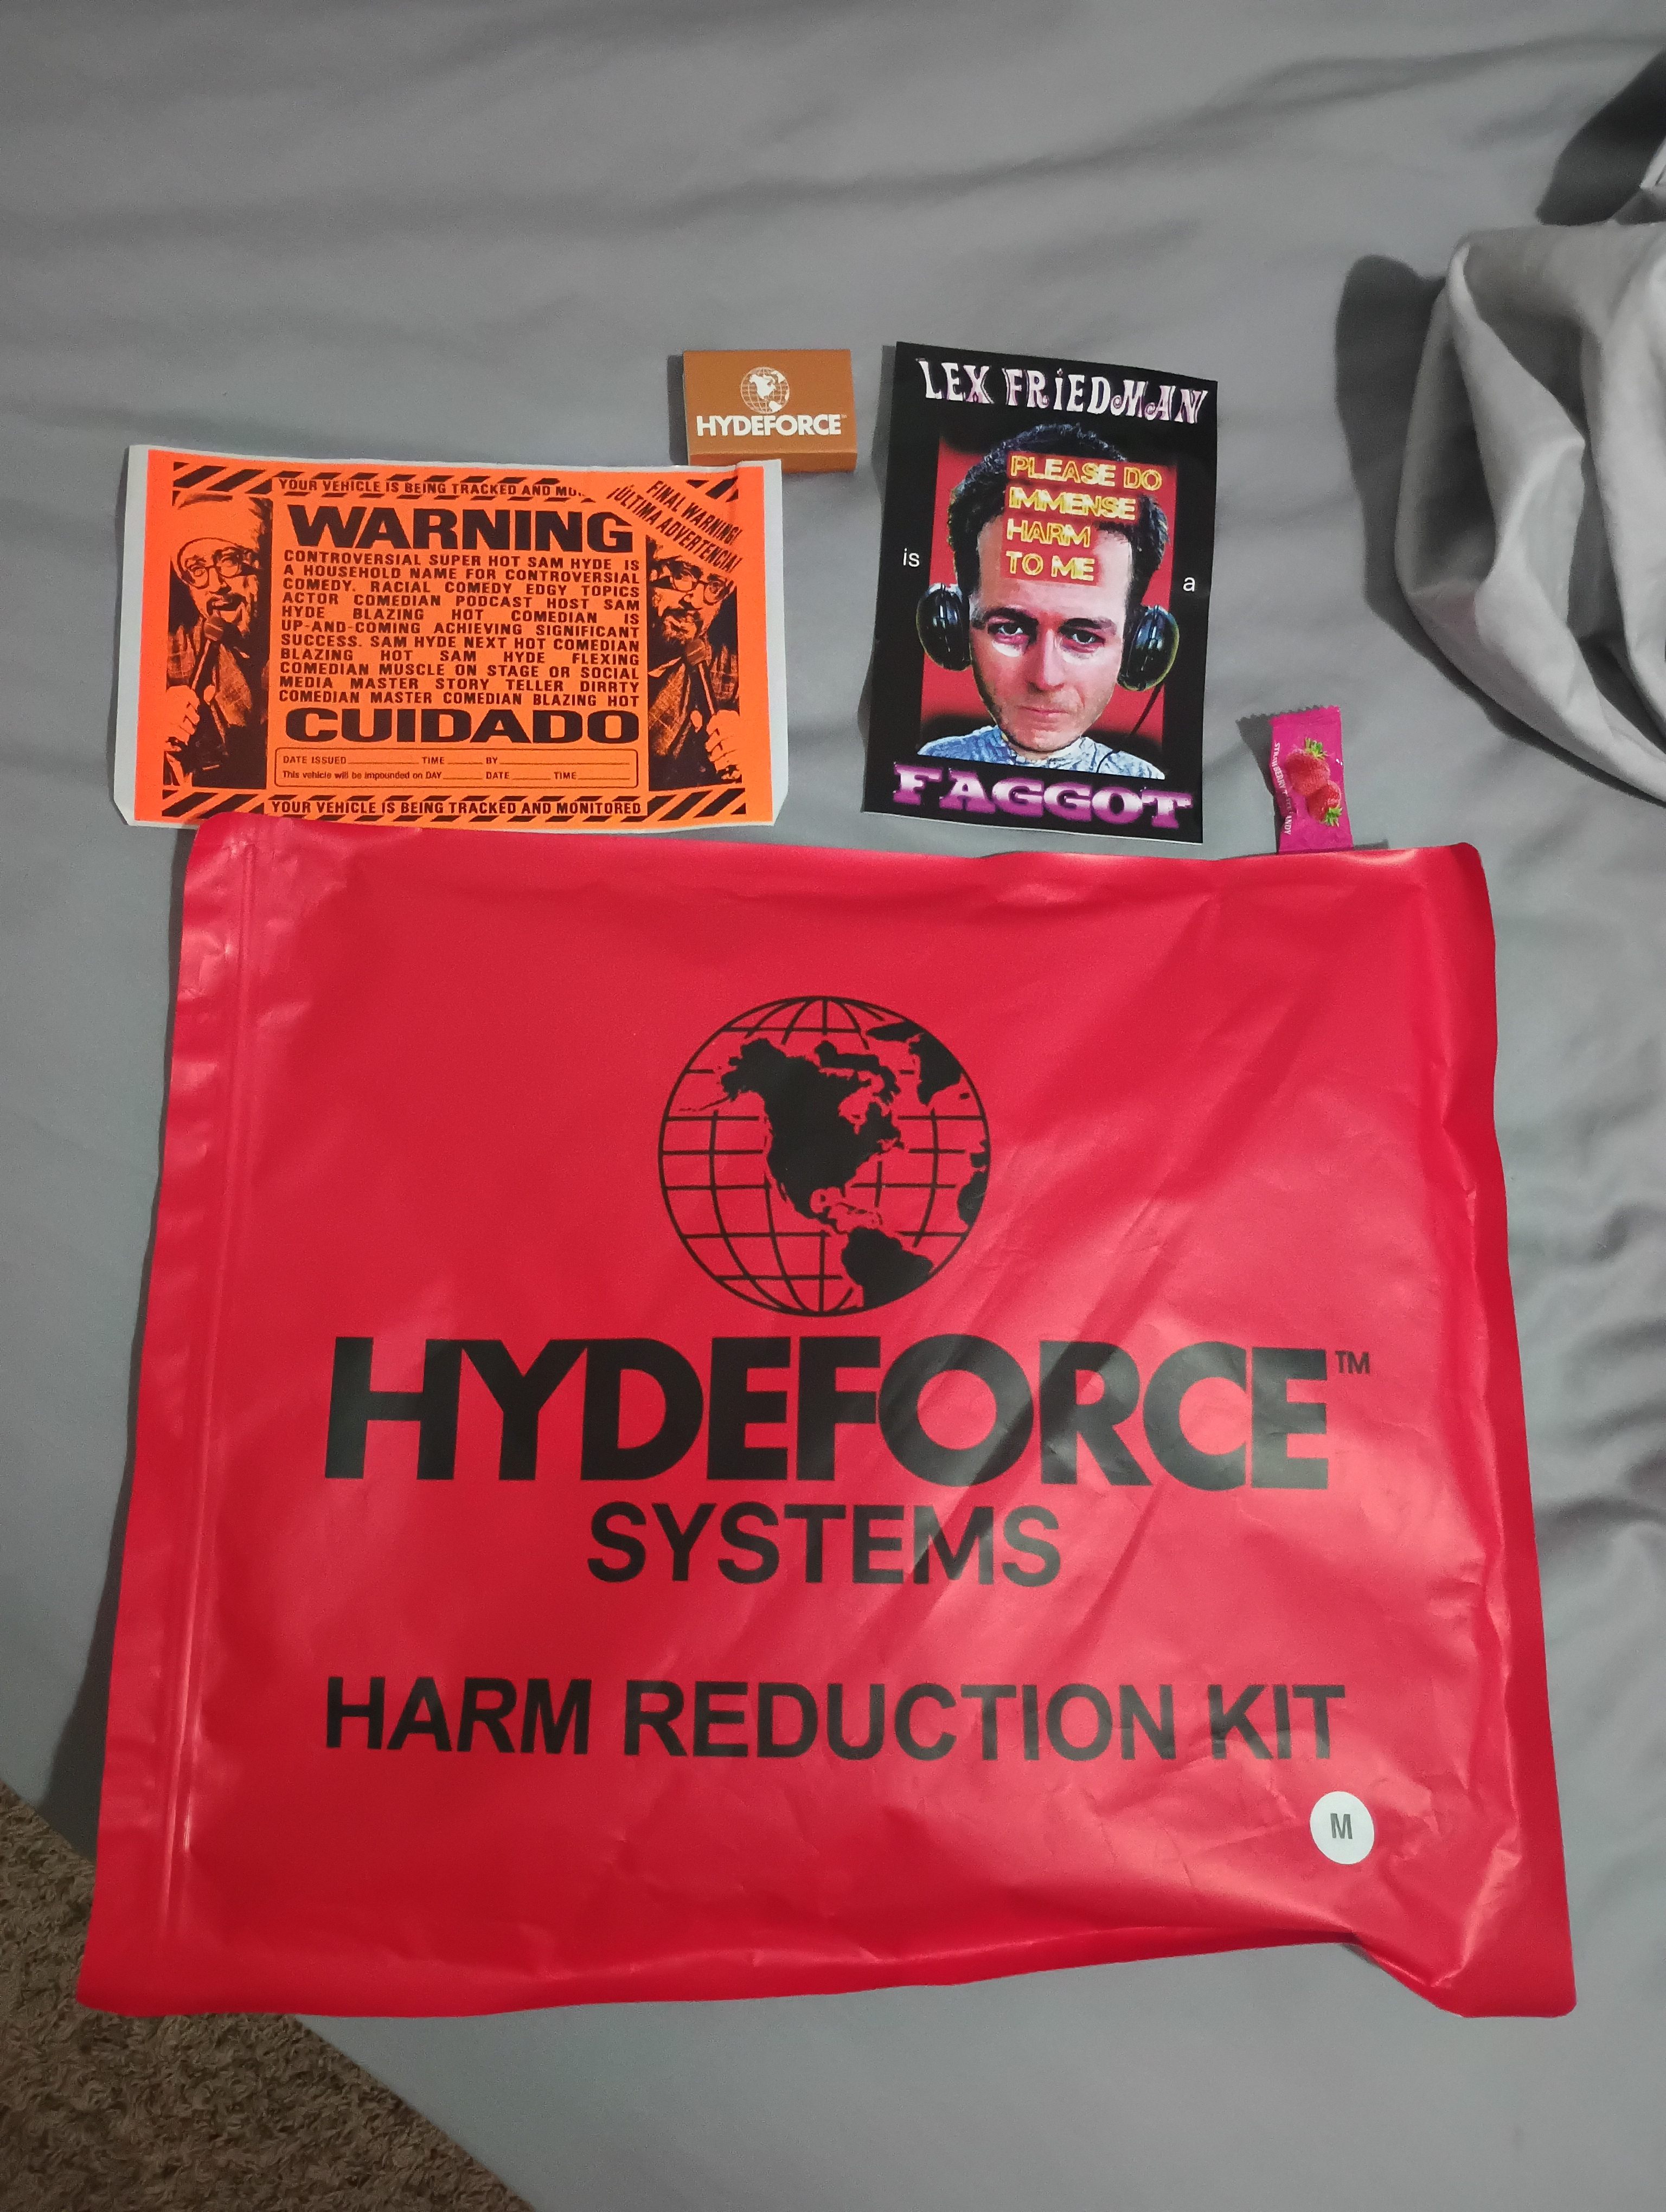 HYDEFORCE
YOUR VEHICLE IS BEING TRACKED AND
FINAL WARNING!
¡ÚLTIMA ADVERTENCIA!
WARNING
CONTROVERSIAL SUPER HOT SAM HYDE IS
A HOUSEHOLD NAME FOR CONTROVERSIAL
COMEDY. RACIAL COMEDY EDGY TOPICS
ACTOR COMEDIAN PODCAST HOST SAM
HYDE BLAZING HOT COMEDIAN IS
UP-AND-COMING ACHIEVING SIGNIFICANT
SUCCESS. SAM HYDE NEXT HOT COMEDIAN
BLAZING HOT SAM HYDE FLEXING
COMEDIAN MUSCLE ON STAGE OR SOCIAL
MEDIA MASTER STORY TELLER DIRRTY
COMEDIAN MASTER COMEDIAN BLAZING HOT
CUIDADO
DATE ISSUED TIME BY
This vehicle will be impounded on DAY DATE TIME
YOUR VEHICLE IS BEING TRACKED AND MONITORED
LEX FRiEDMAN
PLEASE DO
IMMENSE
HARM
TO ME
is
a
FAGGOT
STRAWBERRY
HYDEFORCE™
SYSTEMS
HARM REDUCTION KIT
M